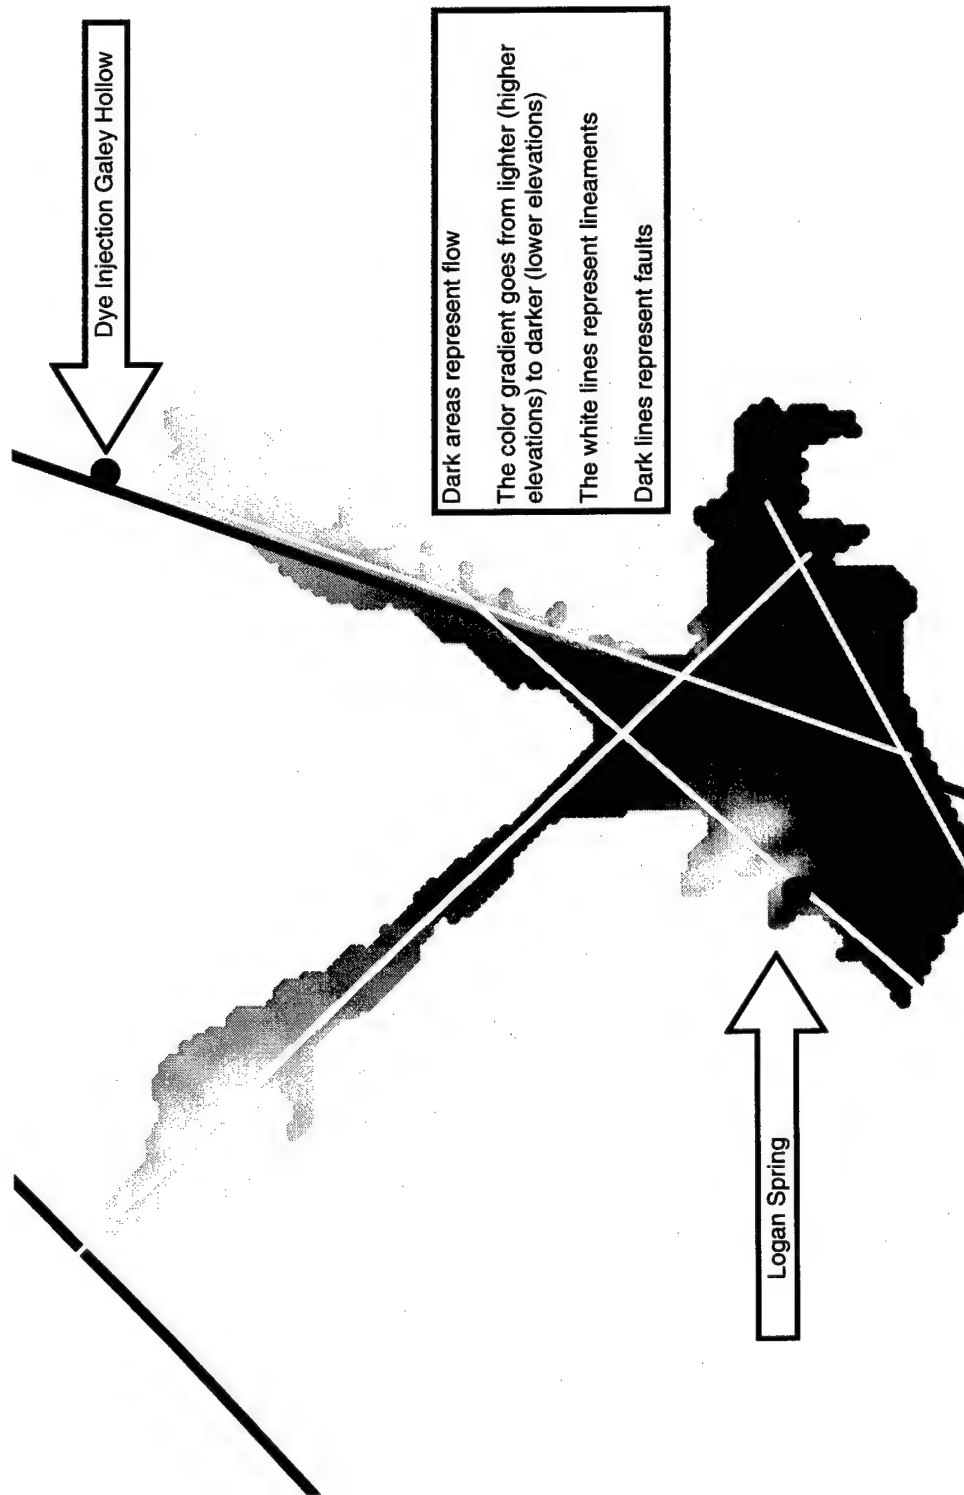 Dye Injection Galey Hollow
Dark areas represent flow
The color gradient goes from lighter (higher
elevations) to darker (lower elevations)
The white lines represent lineaments
Dark lines represent faults
Logan Spring